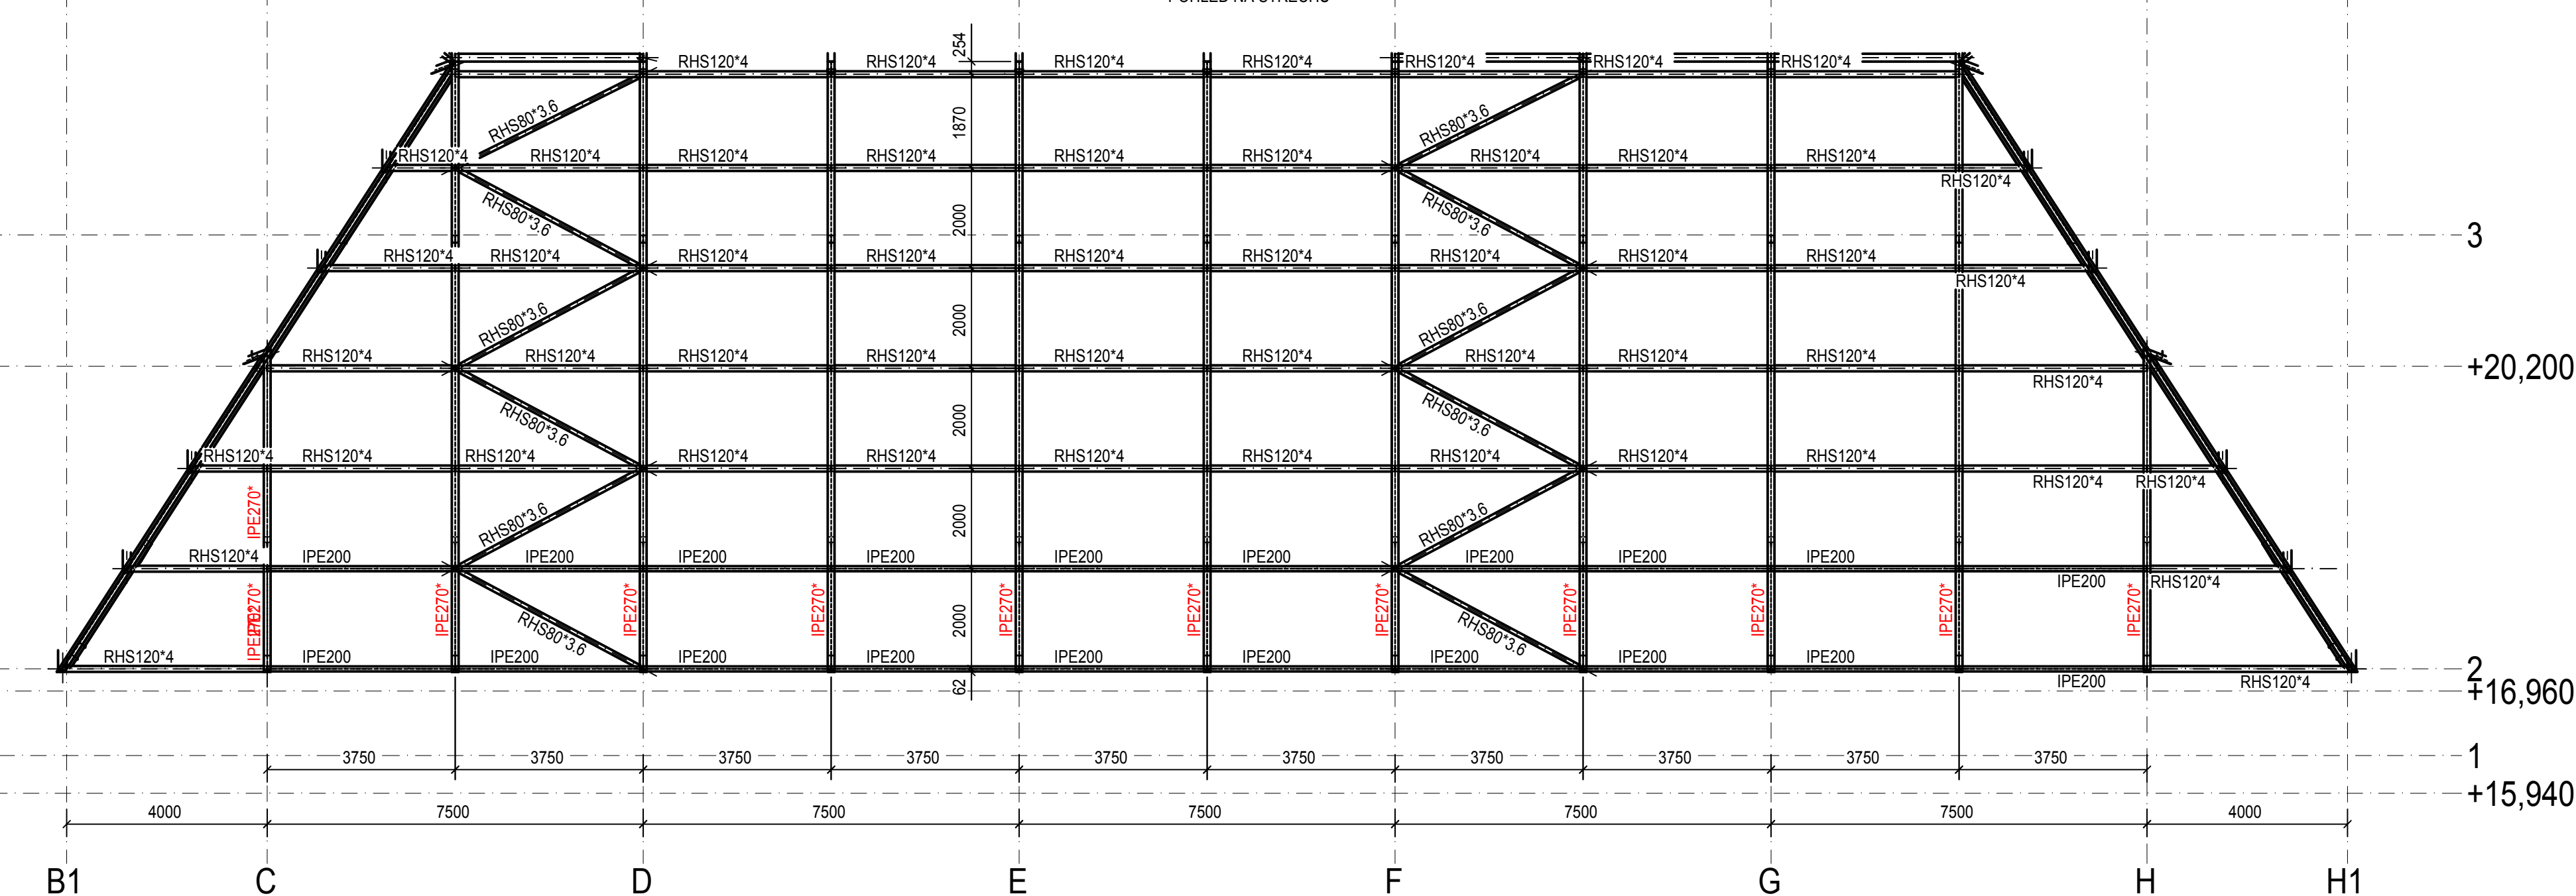 254
RHS120*4 RHS120*4 RHS120*4 RHS120*4 RHS120*4 RHS120*4 RHS120*4
RHS80*3.6 1870 RHS80*3.6
RHS120*4 RHS120*4 RHS120*4 RHS120*4 RHS120*4 RHS120*4 RHS120*4 RHS120*4 RHS120*4
RHS120*4
RHS80*3.6 2000 RHS80*3.6
3
RHS120*4 RHS120*4 RHS120*4 RHS120*4 RHS120*4 RHS120*4 RHS120*4 RHS120*4 RHS120*4
RHS120*4
RHS80*3.6 2000 RHS80*3.6
RHS120*4 RHS120*4 RHS120*4 RHS120*4 RHS120*4 RHS120*4 RHS120*4 RHS120*4 RHS120*4
+20,200
RHS120*4
RHS80*3.6 2000 RHS80*3.6
RHS120*4 RHS120*4 RHS120*4 RHS120*4 RHS120*4 RHS120*4 RHS120*4 RHS120*4 RHS120*4 RHS120*4
RHS120*4 RHS120*4
IPE270* RHS80*3.6 2000 RHS80*3.6
RHS120*4 IPE200 IPE200 IPE200 IPE200 IPE200 IPE200 IPE200 IPE200 IPE200
IPE200 RHS120*4
IPE270* IPE270* IPE270* IPE270* IPE270* IPE270* IPE270* IPE270* IPE270* IPE270* IPE270*
RHS80*3.6 2000 RHS80*3.6
RHS120*4 IPE200 IPE200 IPE200 IPE200 IPE200 IPE200 IPE200 IPE200 IPE200
2
62 IPE200 RHS120*4
+16,960
3750 3750 3750 3750 3750 3750 3750 3750 3750 3750
1
+15,940
4000 7500 7500 7500 7500 7500 4000
B1 C D E F G H H1